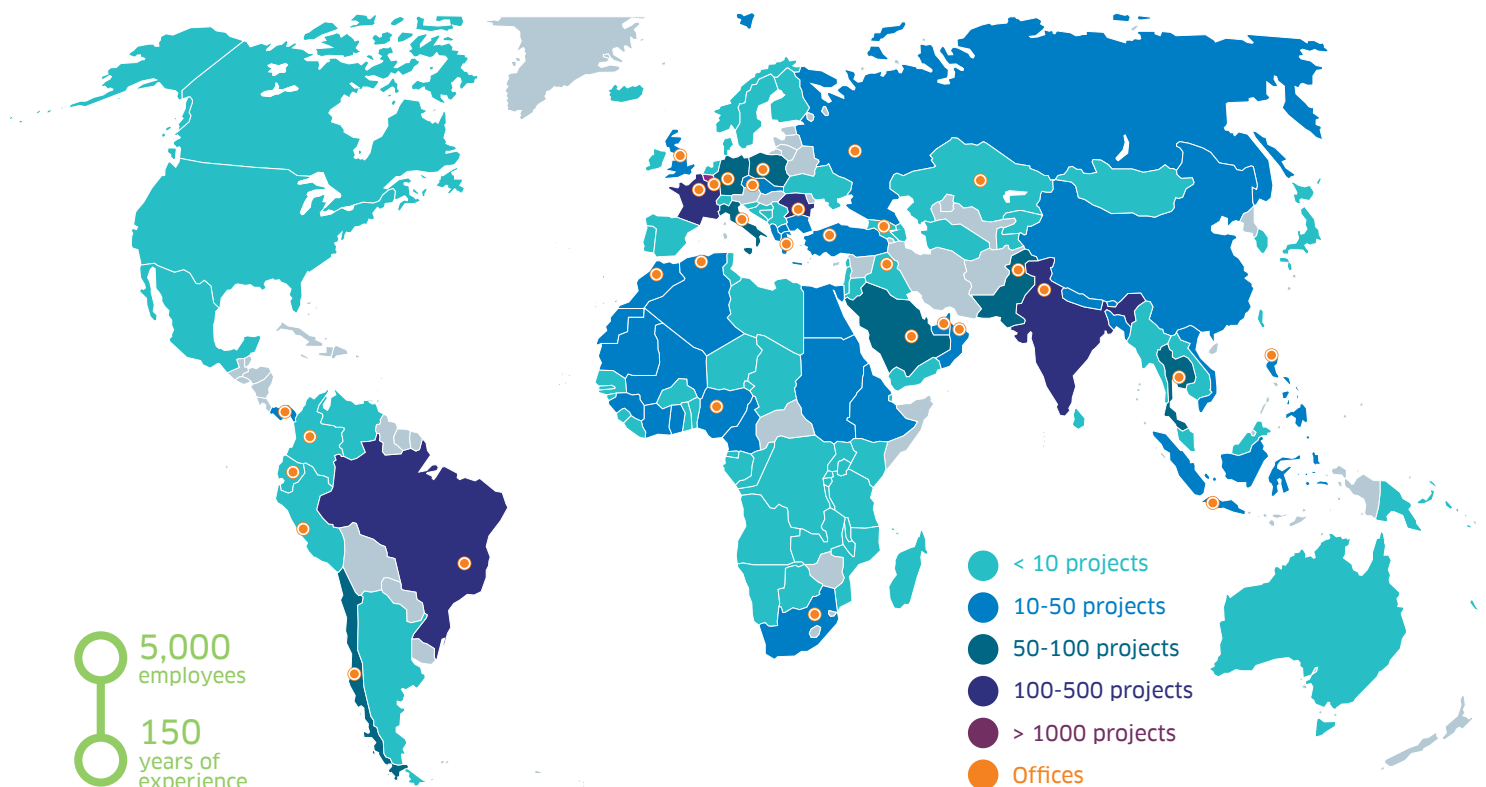 5,000
employees
150
years of
experience
< 10 projects
10-50 projects
50-100 projects
100-500 projects
> 1000 projects
Offices